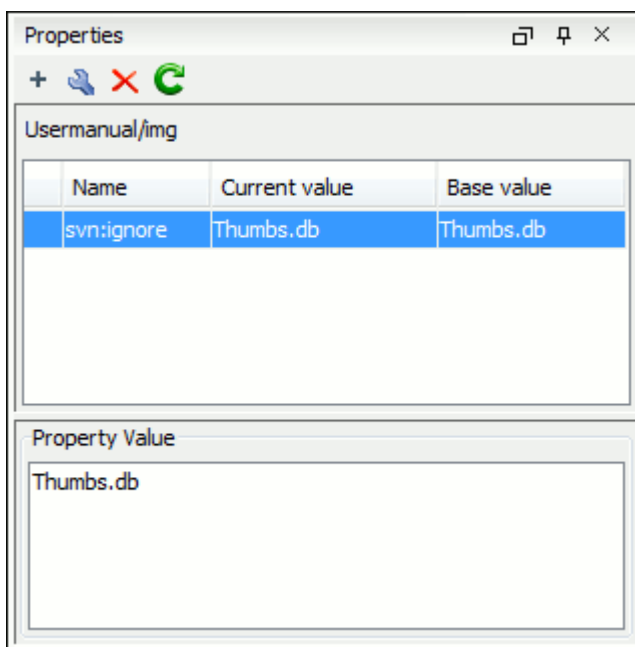 Properties
Usermanual/img
Name Current value Base value
svn:ignore Thumbs.db Thumbs.db
Property Value
Thumbs.db